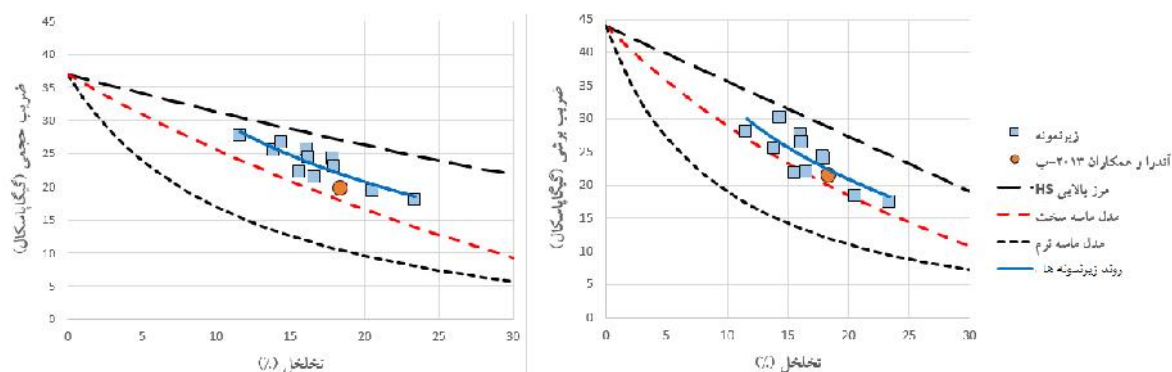 45
40
35
30
25
20
15
10
5
0
ضریب حجمی (گیگاپاسکال)
0 5 10 15 20 25 30
تخلخل (٪)
45
40
35
30
25
20
15
10
5
0
ضریب برشی (گیگاپاسکال)
0 10 15 20 25 30
تخلخل (٪)
زیرنمونه
آندرا و همکاران ۲۰۱۳-ب
مرز بالایی HS
مدل ماسه سخت
مدل ماسه نرم
روند زیرنمونه ها